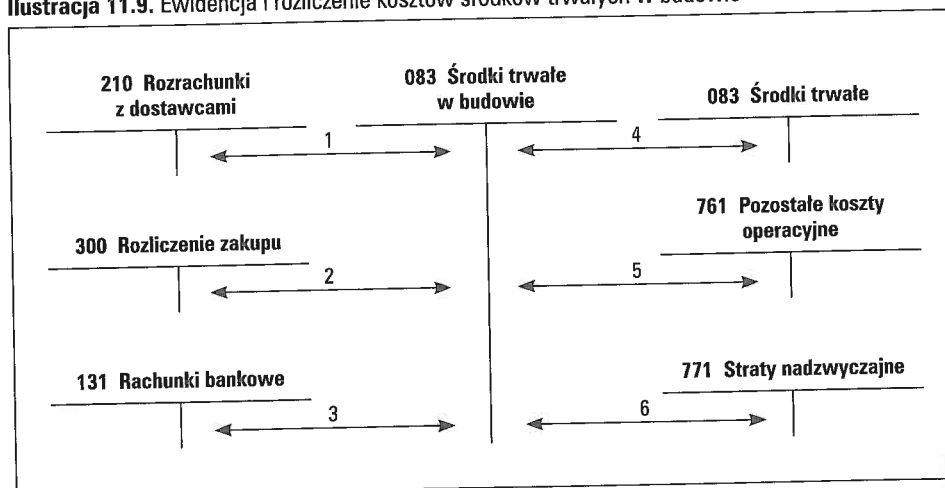 Ilustracja 11.9. Ewidencja i rozliczenie kosztów środków trwałych w budowie
210 Rozrachunki
z dostawcami
083 Środki trwałe
w budowie
083 Środki trwałe
1
4
300 Rozliczenie zakupu
761 Pozostałe koszty
operacyjne
2
5
131 Rachunki bankowe
771 Straty nadzwyczajne
3
6